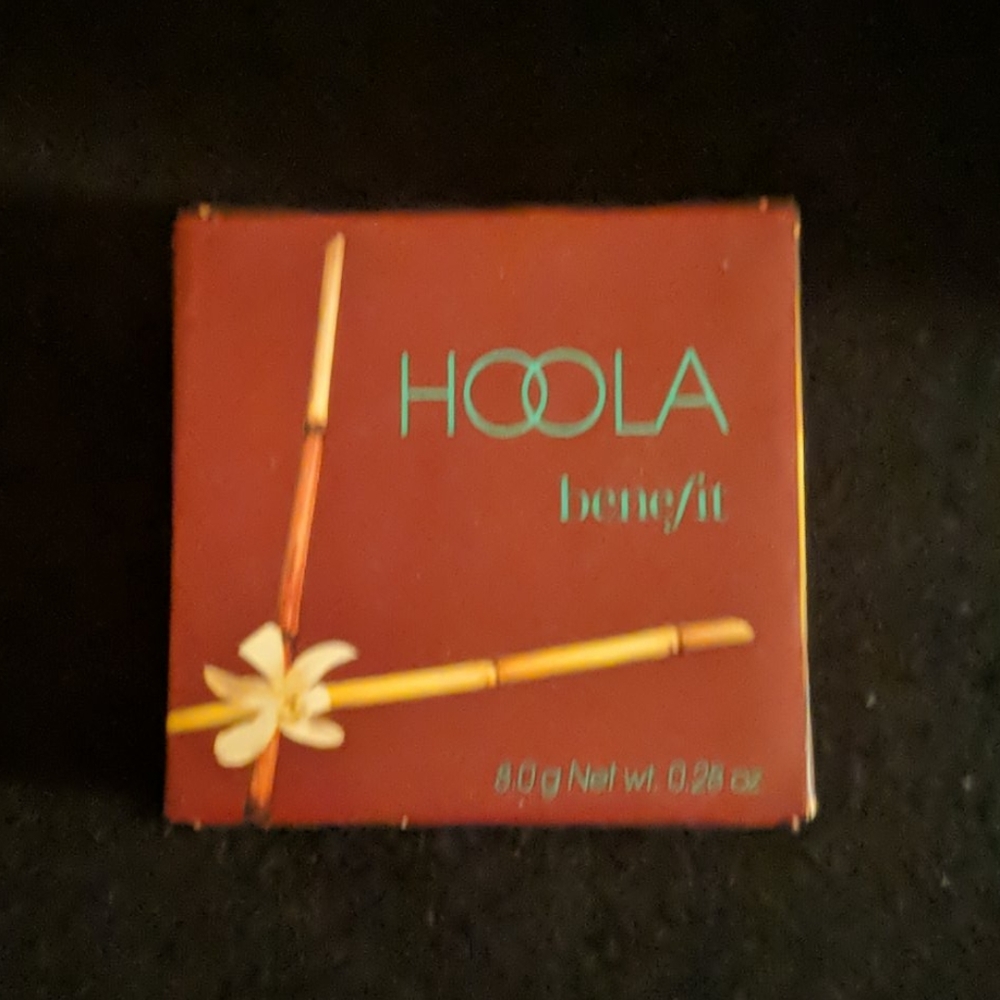 HOOLA
benefit
8.0 g Net wt. 0.28 oz